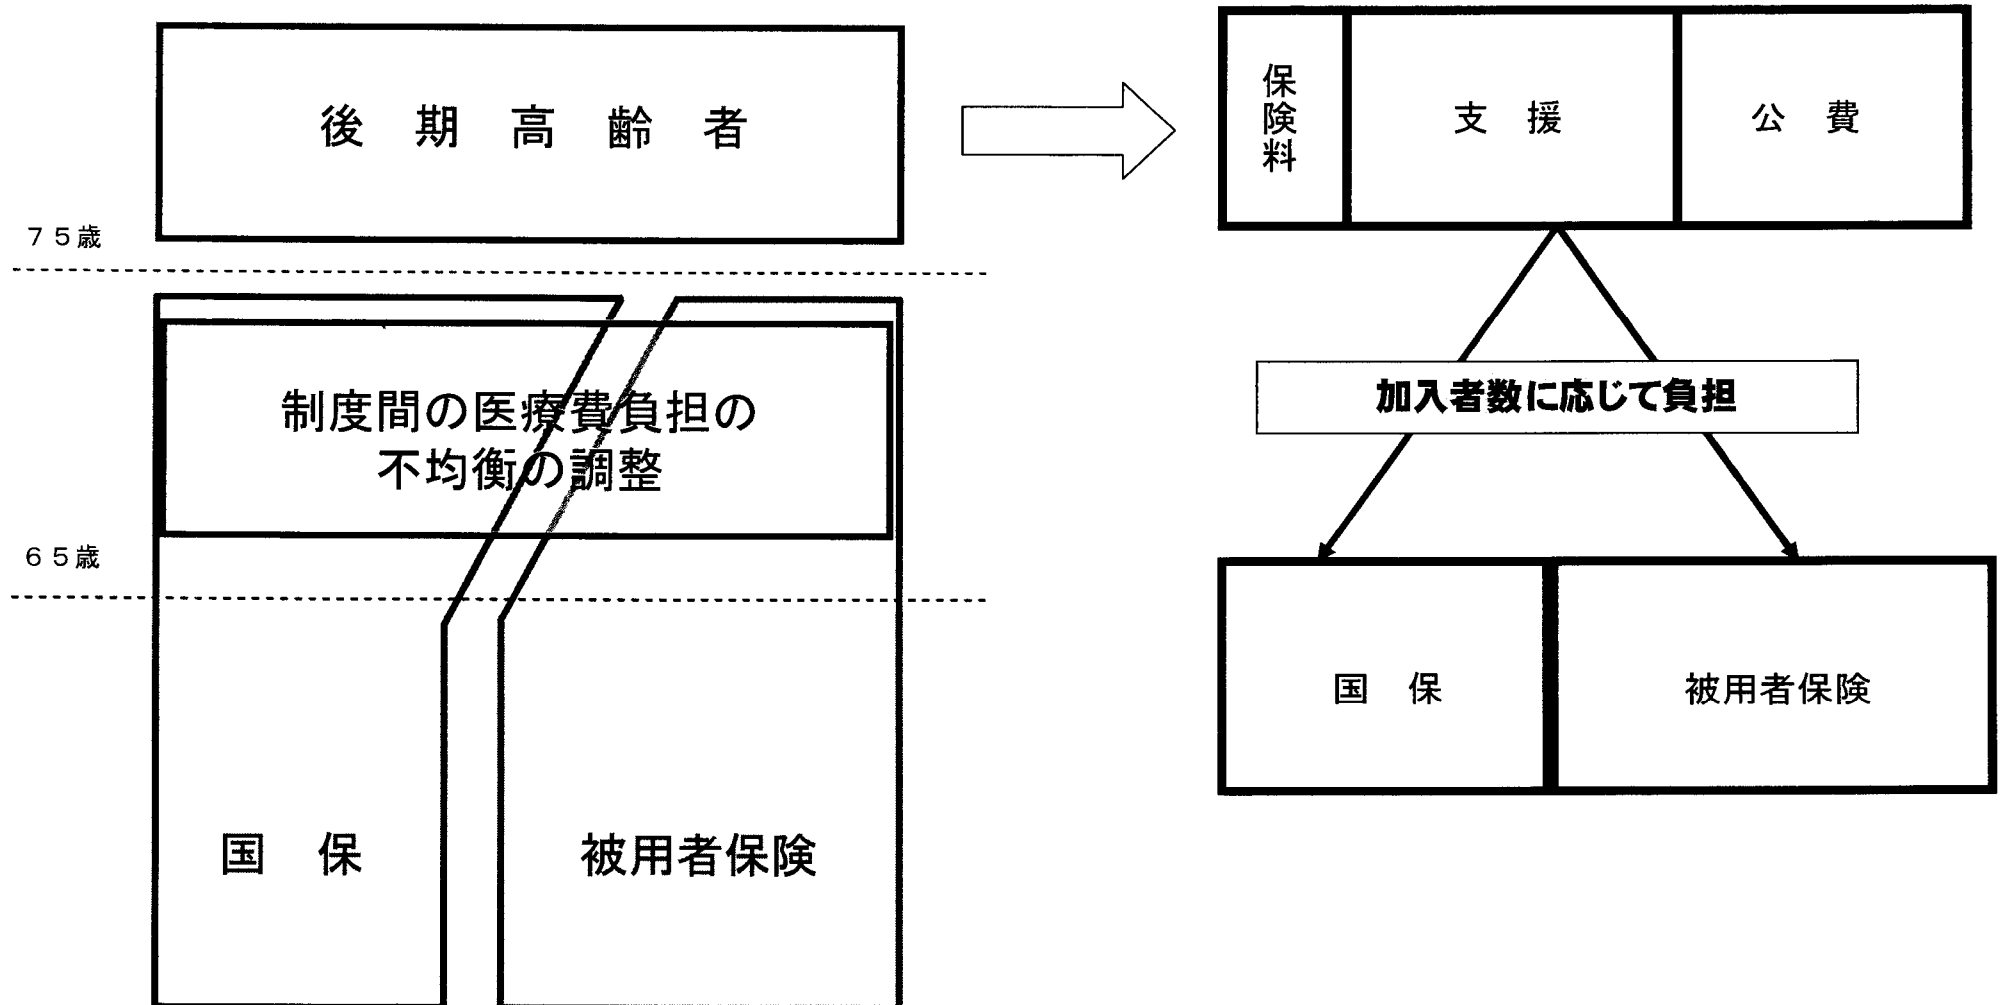 後 期 高 齢 者
75歳
制度間の医療費負担の
不均衡の調整
65歳
国 保
被用者保険
保険料
支 援
公 費
加入者数に応じて負担
国 保
被用者保険